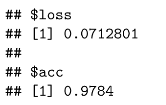 ## $loss
## [1] 0.0712801
##
## $acc
## [1] 0.9784